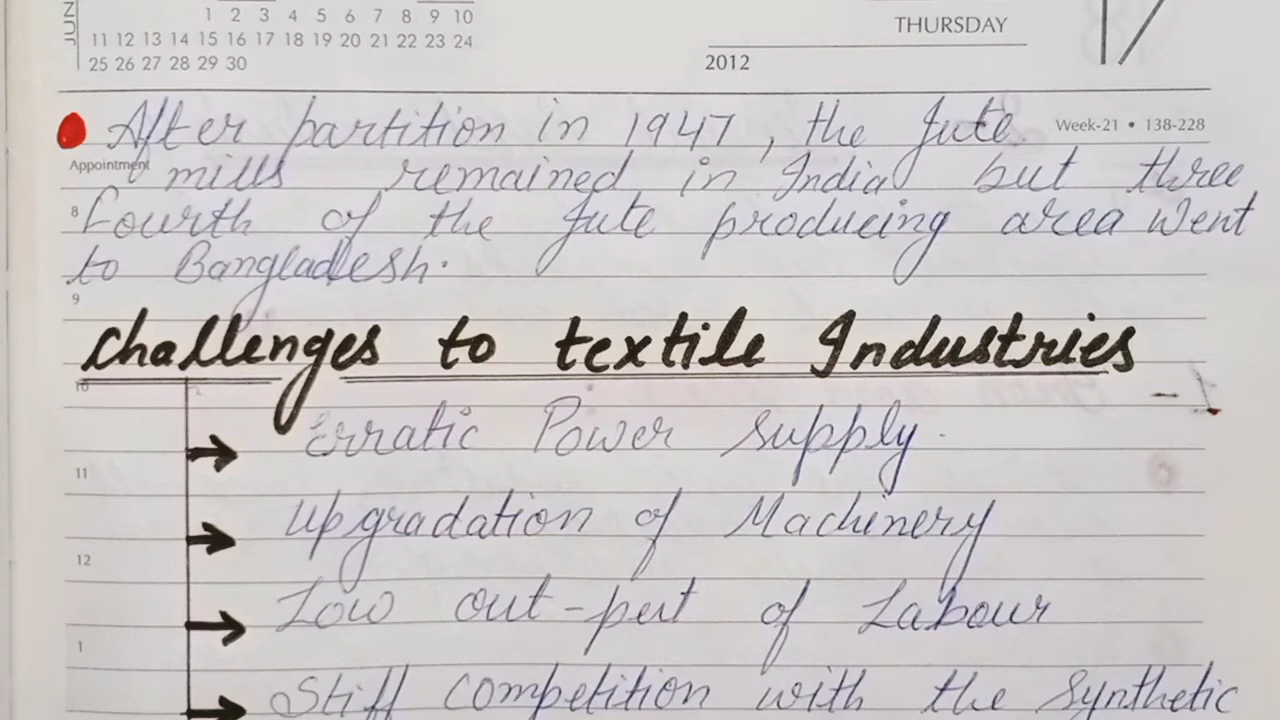 JUN
1 2 3 4 5 6 7 8 9 10
11 12 13 14 15 16 17 18 19 20 21 22 23 24
25 26 27 28 29 30
THURSDAY
2012
17
Week-21 • 138-228
Appointment
After partition in 1947, the Jute
mills remained in India but three
fourth of the Jute producing area went
to Bangladesh.
8
9
Challenges to textile Industries
10
Erratic Power Supply.
11
Upgradation of Machinery
12
Low out-put of Labour
1
Stiff competition with the Synthetic